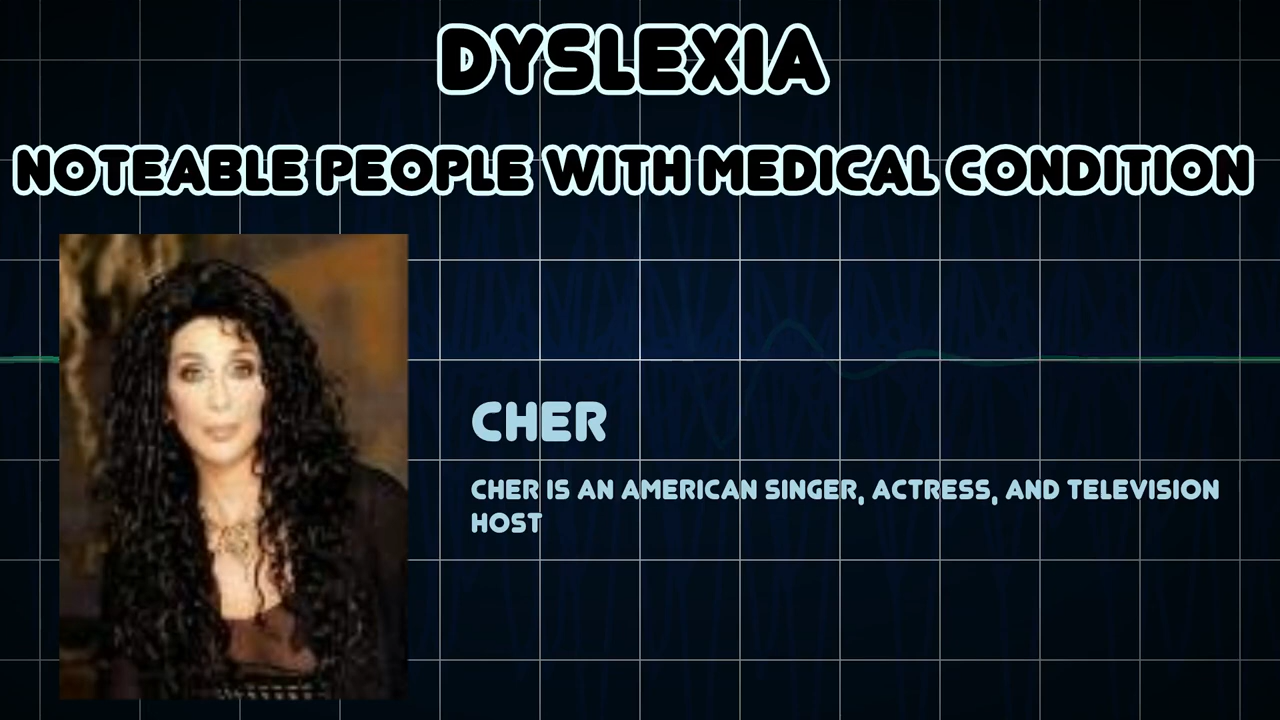 DYSLEXIA
NOTEABLE PEOPLE WITH MEDICAL CONDITION
CHER
CHER IS AN AMERICAN SINGER, ACTRESS, AND TELEVISION
HOST